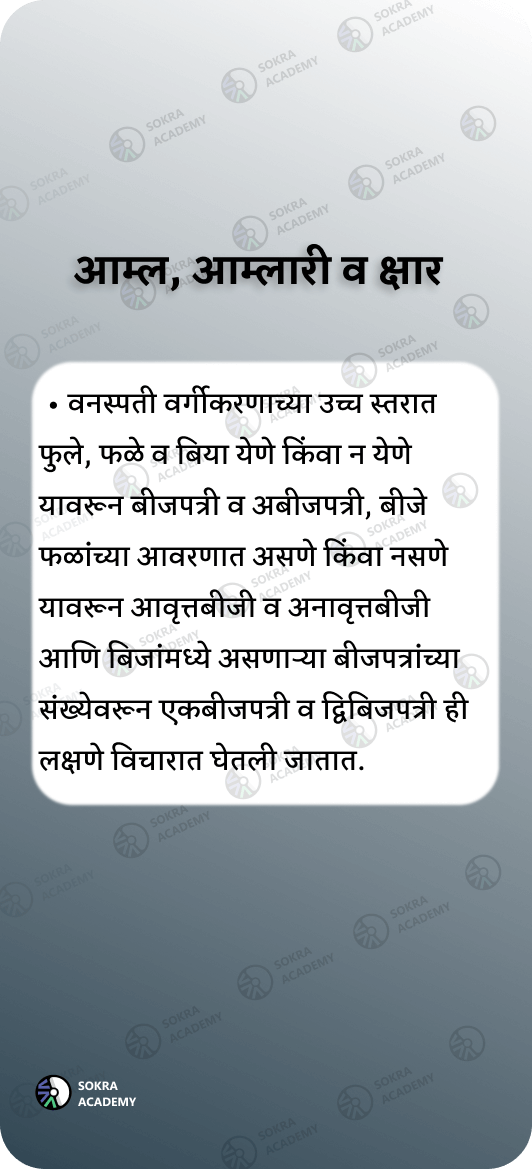 आम्ल, आम्लारी व क्षार
• वनस्पती वर्गीकरणाच्या उच्च स्तरात
फुले, फळे व बिया येणे किंवा न येणे
यावरून बीजपत्री व अबीजपत्री, बीजे
फळांच्या आवरणात असणे किंवा नसणे
यावरून आवृत्तबीजी व अनावृत्तबीजी
आणि बिजांमध्ये असणाऱ्या बीजपत्रांच्या
संख्येवरून एकबीजपत्री व द्विबिजपत्री ही
लक्षणे विचारात घेतली जातात.
SOKRA
ACADEMY